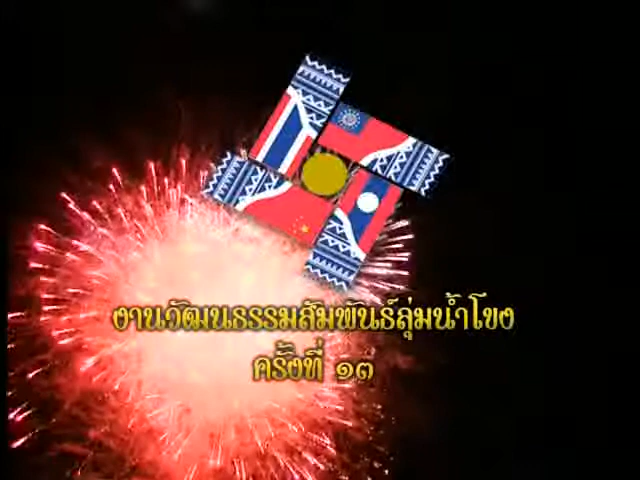 งานวัฒนธรรมสัมพันธ์ลุ่มน้ำโขง
ครั้งที่ ๑๓